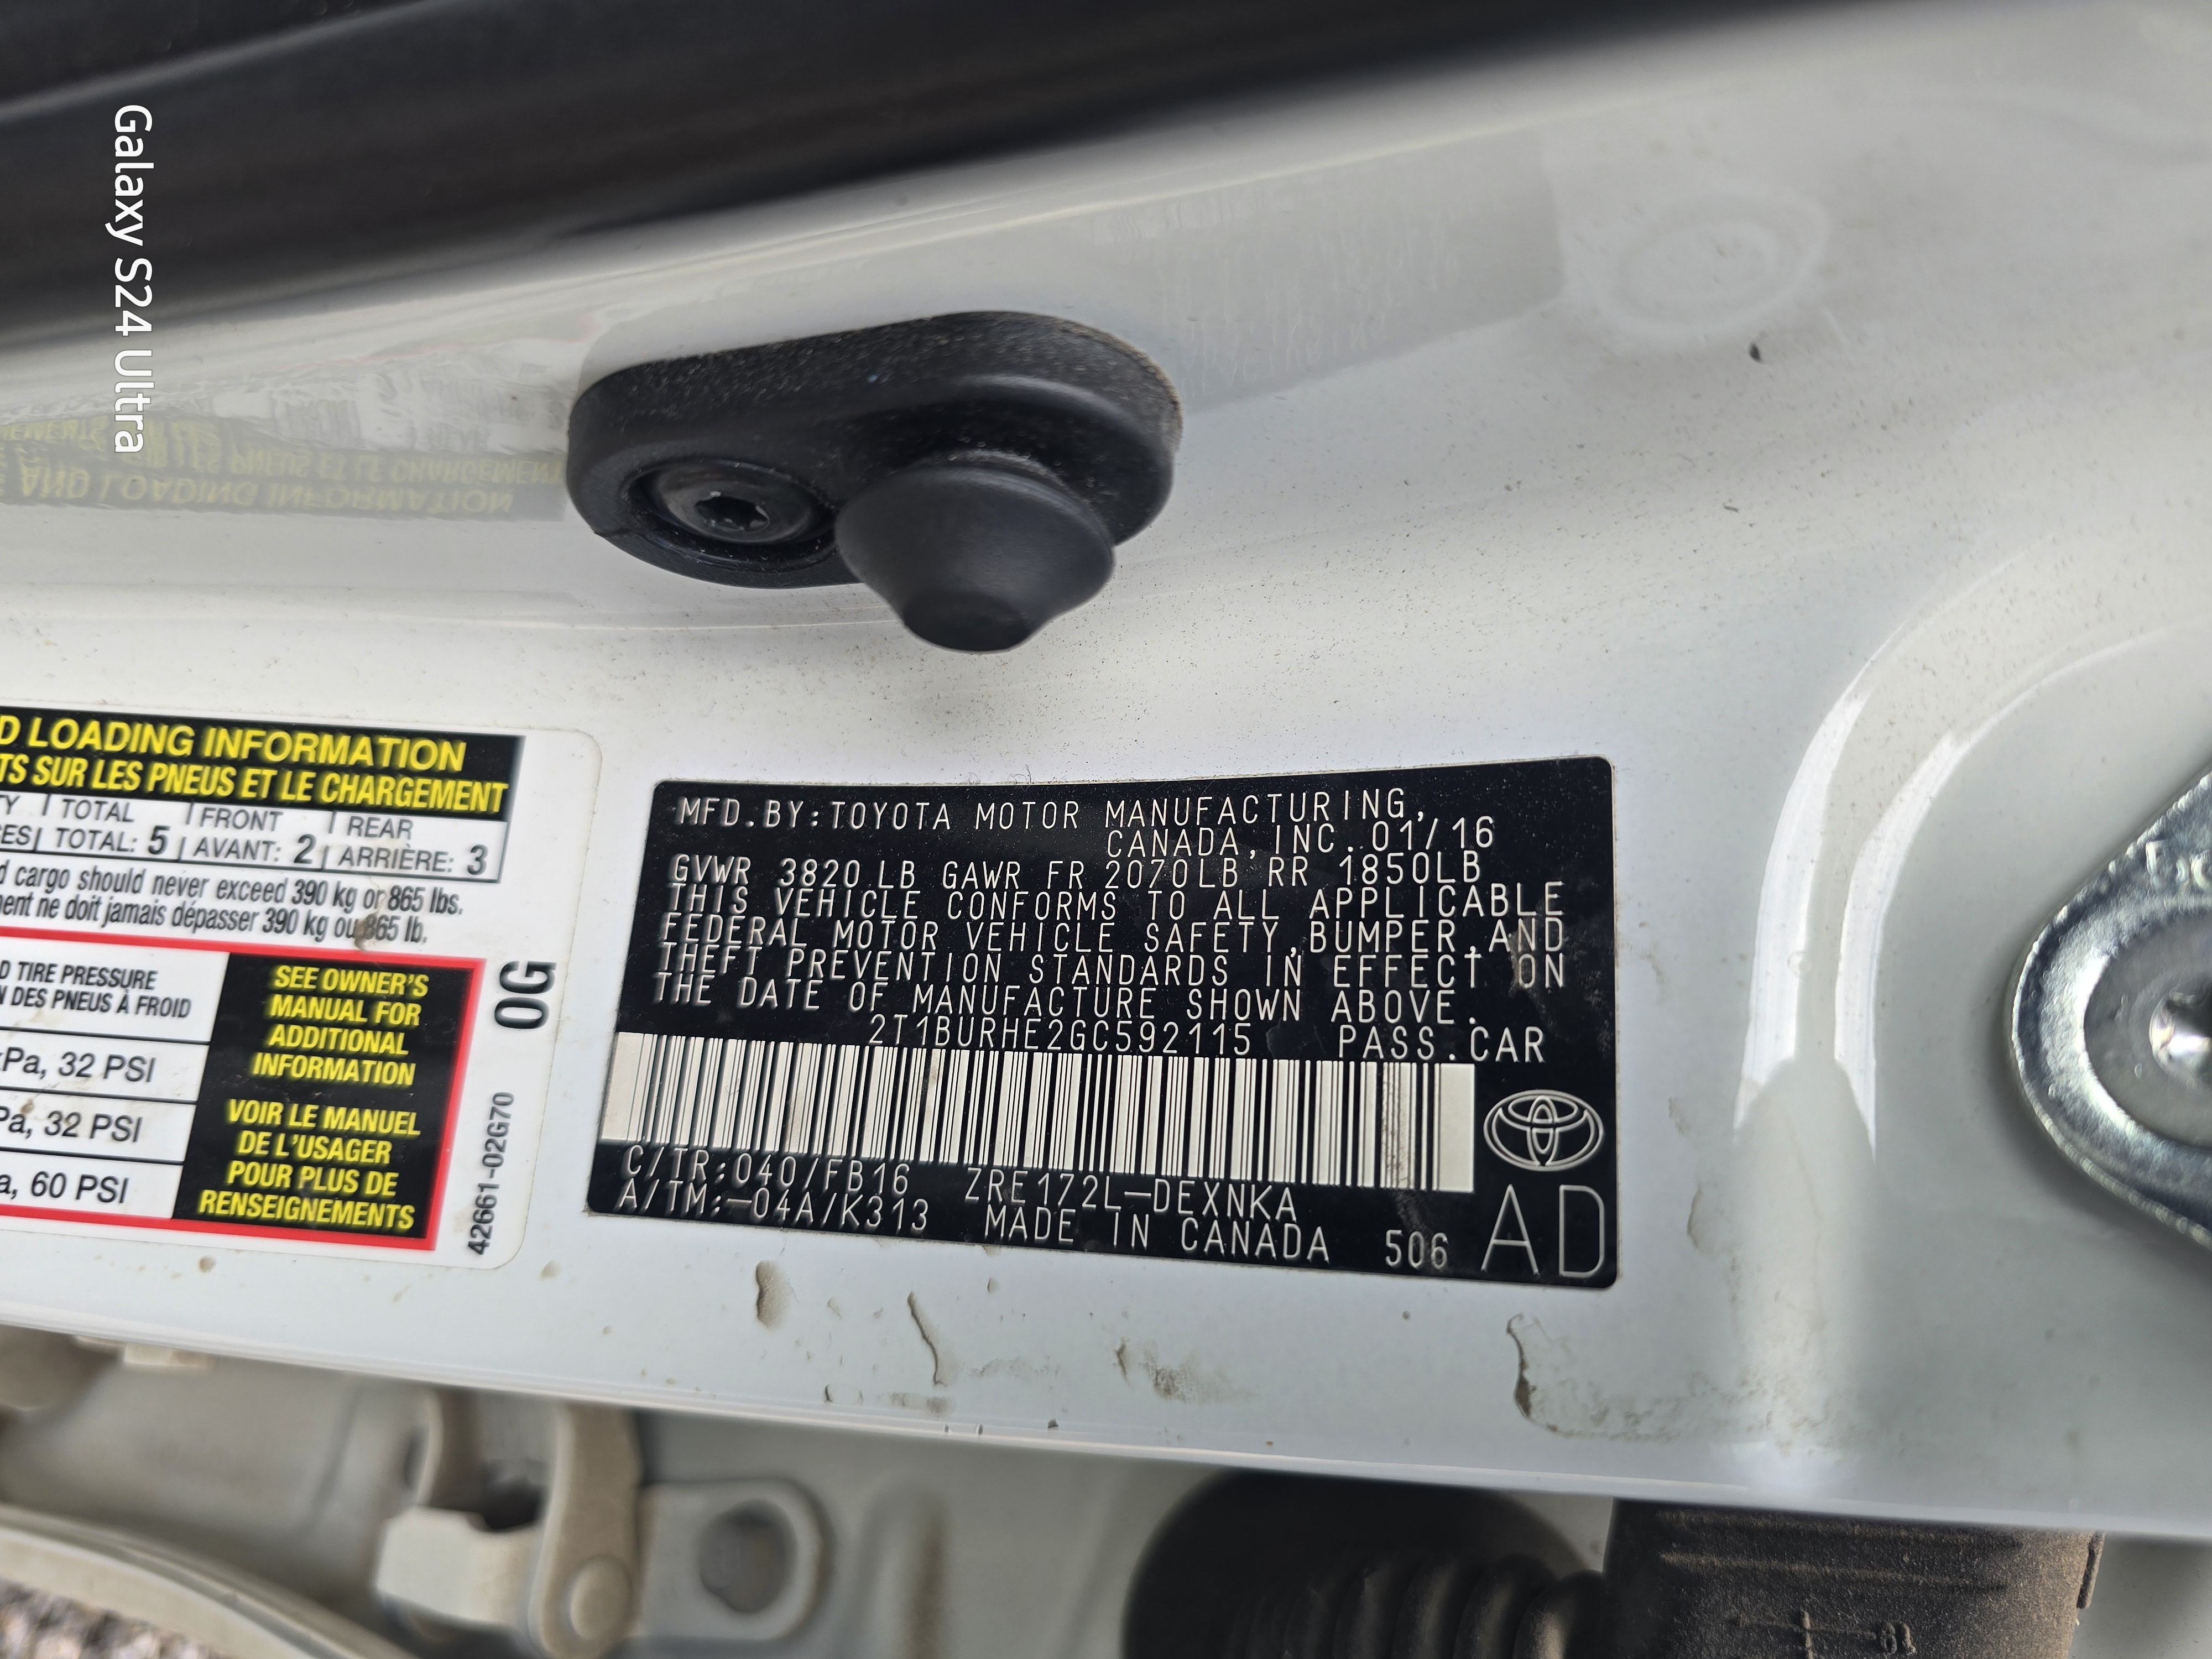 Galaxy S24 Ultra
D LOADING INFORMATION
TS SUR LES PNEUS ET LE CHARGEMENT
TY | TOTAL | FRONT | REAR
CES| TOTAL: 5 | AVANT: 2 | ARRIÈRE: 3
d cargo should never exceed 390 kg or 865 lbs.
ment ne doit jamais dépasser 390 kg ou 865 lb.
D TIRE PRESSURE
N DES PNEUS À FROID
kPa, 32 PSI
Pa, 32 PSI
a, 60 PSI
SEE OWNER'S
MANUAL FOR
ADDITIONAL
INFORMATION
VOIR LE MANUEL
DE L'USAGER
POUR PLUS DE
RENSEIGNEMENTS
0G
42661-02G70
MFD.BY:TOYOTA MOTOR MANUFACTURING,
CANADA,INC.01/16
GVWR 3820LB GAWR FR 2070LB RR 1850LB
THIS VEHICLE CONFORMS TO ALL APPLICABLE
FEDERAL MOTOR VEHICLE SAFETY,BUMPER,AND
THEFT PREVENTION STANDARDS IN EFFECT ON
THE DATE OF MANUFACTURE SHOWN ABOVE.
2T1BURHE2GC592115 PASS.CAR
C/TR:040/FB16 ZRE172L-DEXNKA
A/TM:-04A/K313 MADE IN CANADA 506
AD